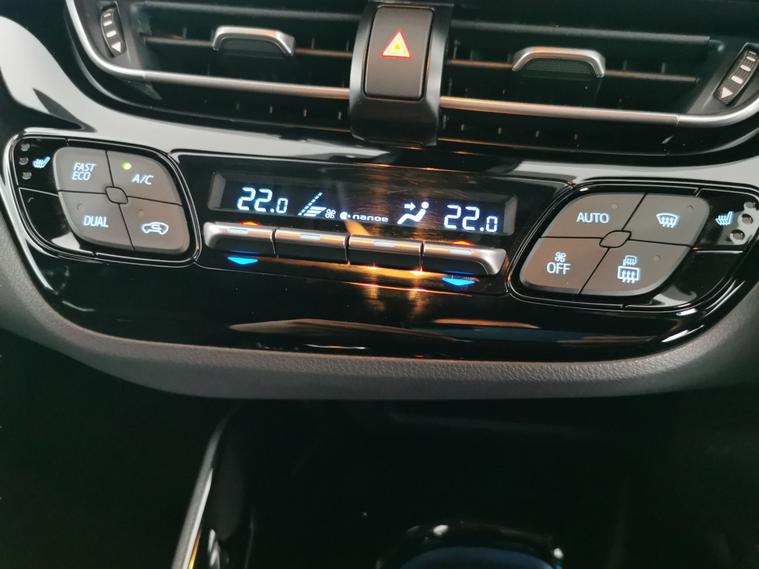 FAST
ECO
A/C
DUAL
22.0
nanoe
22.0
AUTO
OFF